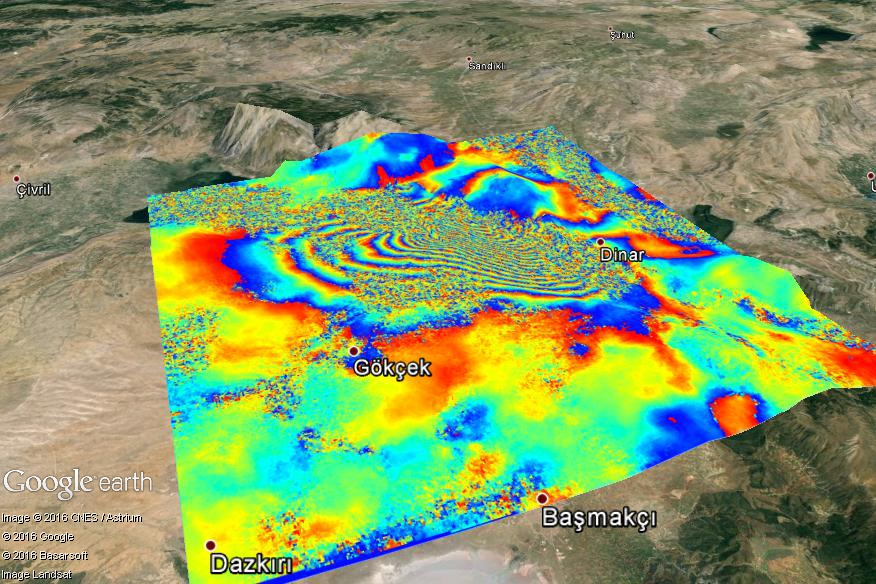 Şuhut
Sandıklı
Çivril
Dinar
Gökçek
Google earth
Image © 2016 CNES / Astrium
© 2016 Google
Başmakçı
© 2016 Basarsoft
Dazkırı
Image Landsat